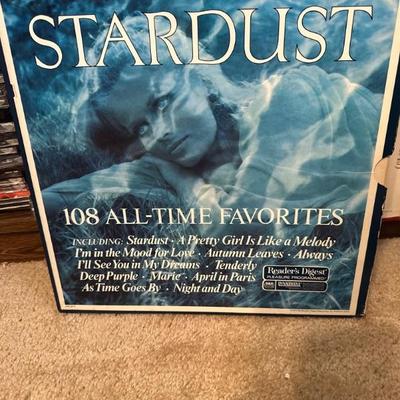 STARDUST
108 ALL-TIME FAVORITES
INCLUDING: Stardust · A Pretty Girl Is Like a Melody
I'm in the Mood for Love · Autumn Leaves · Always
I'll See You in My Dreams · Tenderly
Deep Purple · Marie · April in Paris
As Time Goes By · Night and Day
Reader's Digest
PLEASURE PROGRAMMED